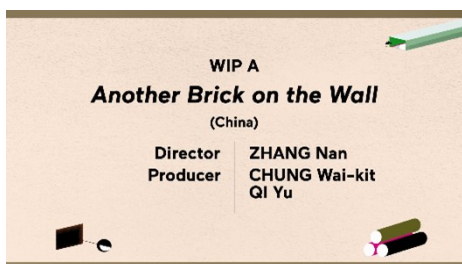 WIP A
Another Brick on the Wall
(China)
Director ZHANG Nan
Producer CHUNG Wai-kit
QI Yu